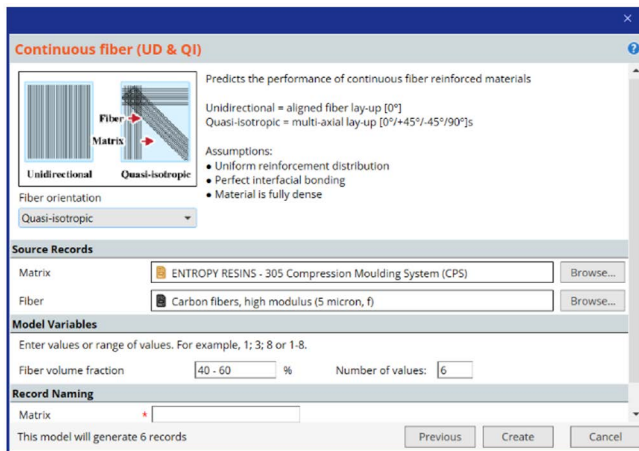 ×
Continuous fiber (UD & QI)
?
Fiber
Matrix
Unidirectional Quasi-isotropic
Predicts the performance of continuous fiber reinforced materials
Unidirectional = aligned fiber lay-up [0°]
Quasi-isotropic = multi-axial lay-up [0°/+45°/-45°/90°]s
Assumptions:
● Uniform reinforcement distribution
● Perfect interfacial bonding
● Material is fully dense
Fiber orientation
Quasi-isotropic
Source Records
Matrix ENTROPY RESINS - 305 Compression Moulding System (CPS) Browse...
Fiber Carbon fibers, high modulus (5 micron, f) Browse...
Model Variables
Enter values or range of values. For example, 1; 3; 8 or 1-8.
Fiber volume fraction 40 - 60 % Number of values: 6
Record Naming
Matrix *
This model will generate 6 records Previous Create Cancel